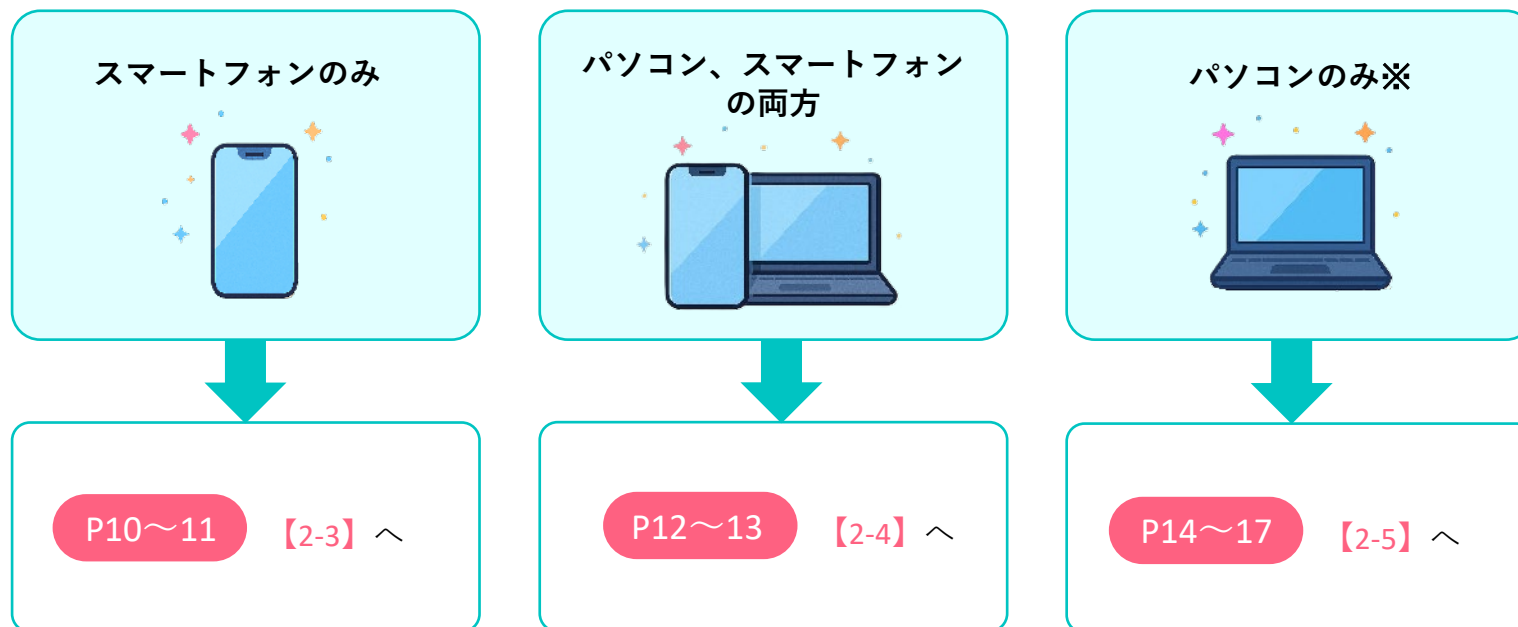 スマートフォンのみ
パソコン、スマートフォン
の両方
パソコンのみ※
P10～11 【2-3】へ
P12～13 【2-4】へ
P14～17 【2-5】へ